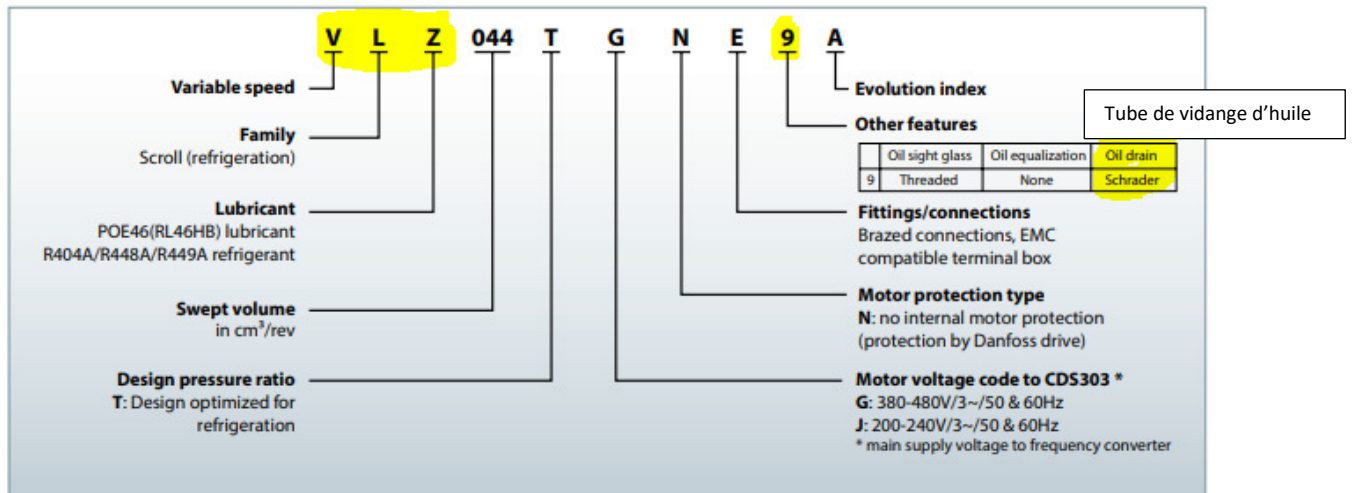 V L Z 044 T G N E 9 A
Variable speed
Family
Scroll (refrigeration)
Lubricant
POE46(RL46HB) lubricant
R404A/R448A/R449A refrigerant
Swept volume
in cm³/rev
Design pressure ratio
T: Design optimized for
refrigeration
Evolution index
Tube de vidange d’huile
Other features
Oil sight glass Oil equalization Oil drain
9 Threaded None Schrader
Fittings/connections
Brazed connections, EMC
compatible terminal box
Motor protection type
N: no internal motor protection
(protection by Danfoss drive)
Motor voltage code to CDS303 *
G: 380-480V/3~/50 & 60Hz
J: 200-240V/3~/50 & 60Hz
* main supply voltage to frequency converter